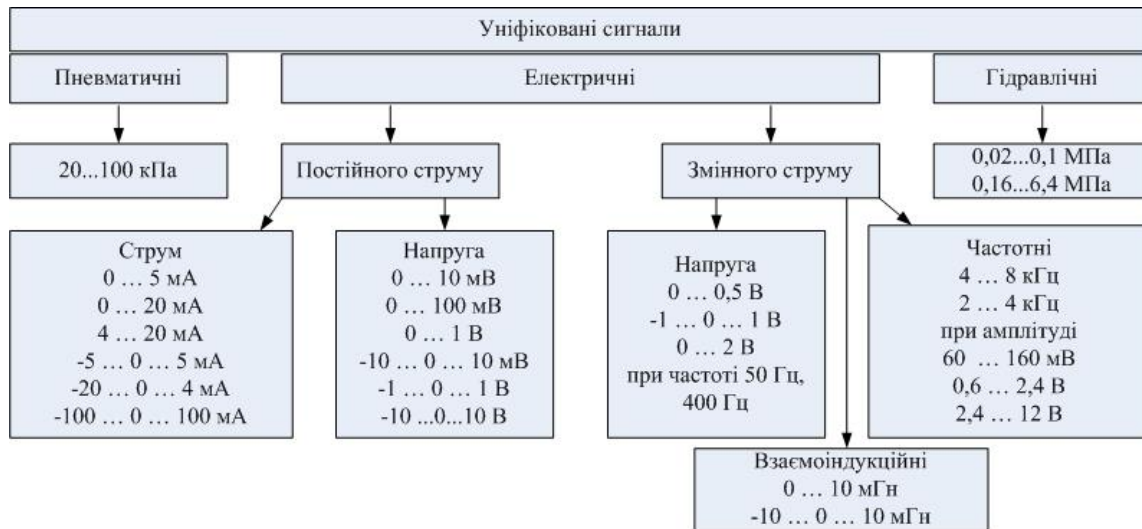 Уніфіковані сигнали
Пневматичні
Електричні
Гідравлічні
20...100 кПа
Постійного струму
Змінного струму
0,02...0,1 МПа
0,16...6,4 МПа
Струм
0 ... 5 мА
0 ... 20 мА
4 ... 20 мА
-5 ... 0 ... 5 мА
-20 ... 0 ... 4 мА
-100 ... 0 ... 100 мА
Напруга
0 ... 10 мВ
0 ... 100 мВ
0 ... 1 В
-10 ... 0 ... 10 мВ
-1 ... 0 ... 1 В
-10 ...0...10 В
Напруга
0 ... 0,5 В
-1 ... 0 ... 1 В
0 ... 2 В
при частоті 50 Гц,
400 Гц
Частотні
4 ... 8 кГц
2 ... 4 кГц
при амплітуді
60 ... 160 мВ
0,6 ... 2,4 В
2,4 ... 12 В
Взаємоіндукційні
0 ... 10 мГн
-10 ... 0 ... 10 мГн